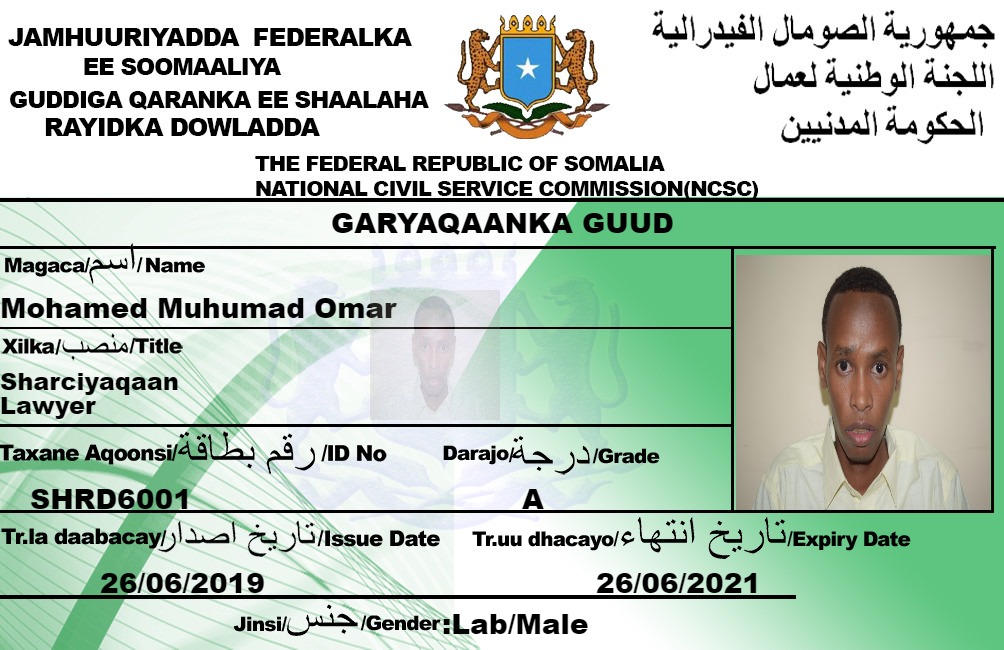 JAMHUURIYADDA FEDERALKA
EE SOOMAALIYA
GUDDIGA QARANKA EE SHAALAHA
RAYIDKA DOWLADDA
جمهورية الصومال الفيدرالية
اللجنة الوطنية لعمال
الحكومة المدنيين
THE FEDERAL REPUBLIC OF SOMALIA
NATIONAL CIVIL SERVICE COMMISSION(NCSC)
GARYAQAANKA GUUD
Magaca/اسم/Name
Mohamed Muhumad Omar
Xilka/منصب/Title
Sharciyaqaan
Lawyer
Taxane Aqoonsi/رقم بطاقة/ID No Darajo/درجة/Grade
SHRD6001 A
Tr.la daabacay/تاريخ اصدار/Issue Date Tr.uu dhacayo/تاريخ انتهاء/Expiry Date
26/06/2019 26/06/2021
Jinsi/جنس/Gender:Lab/Male